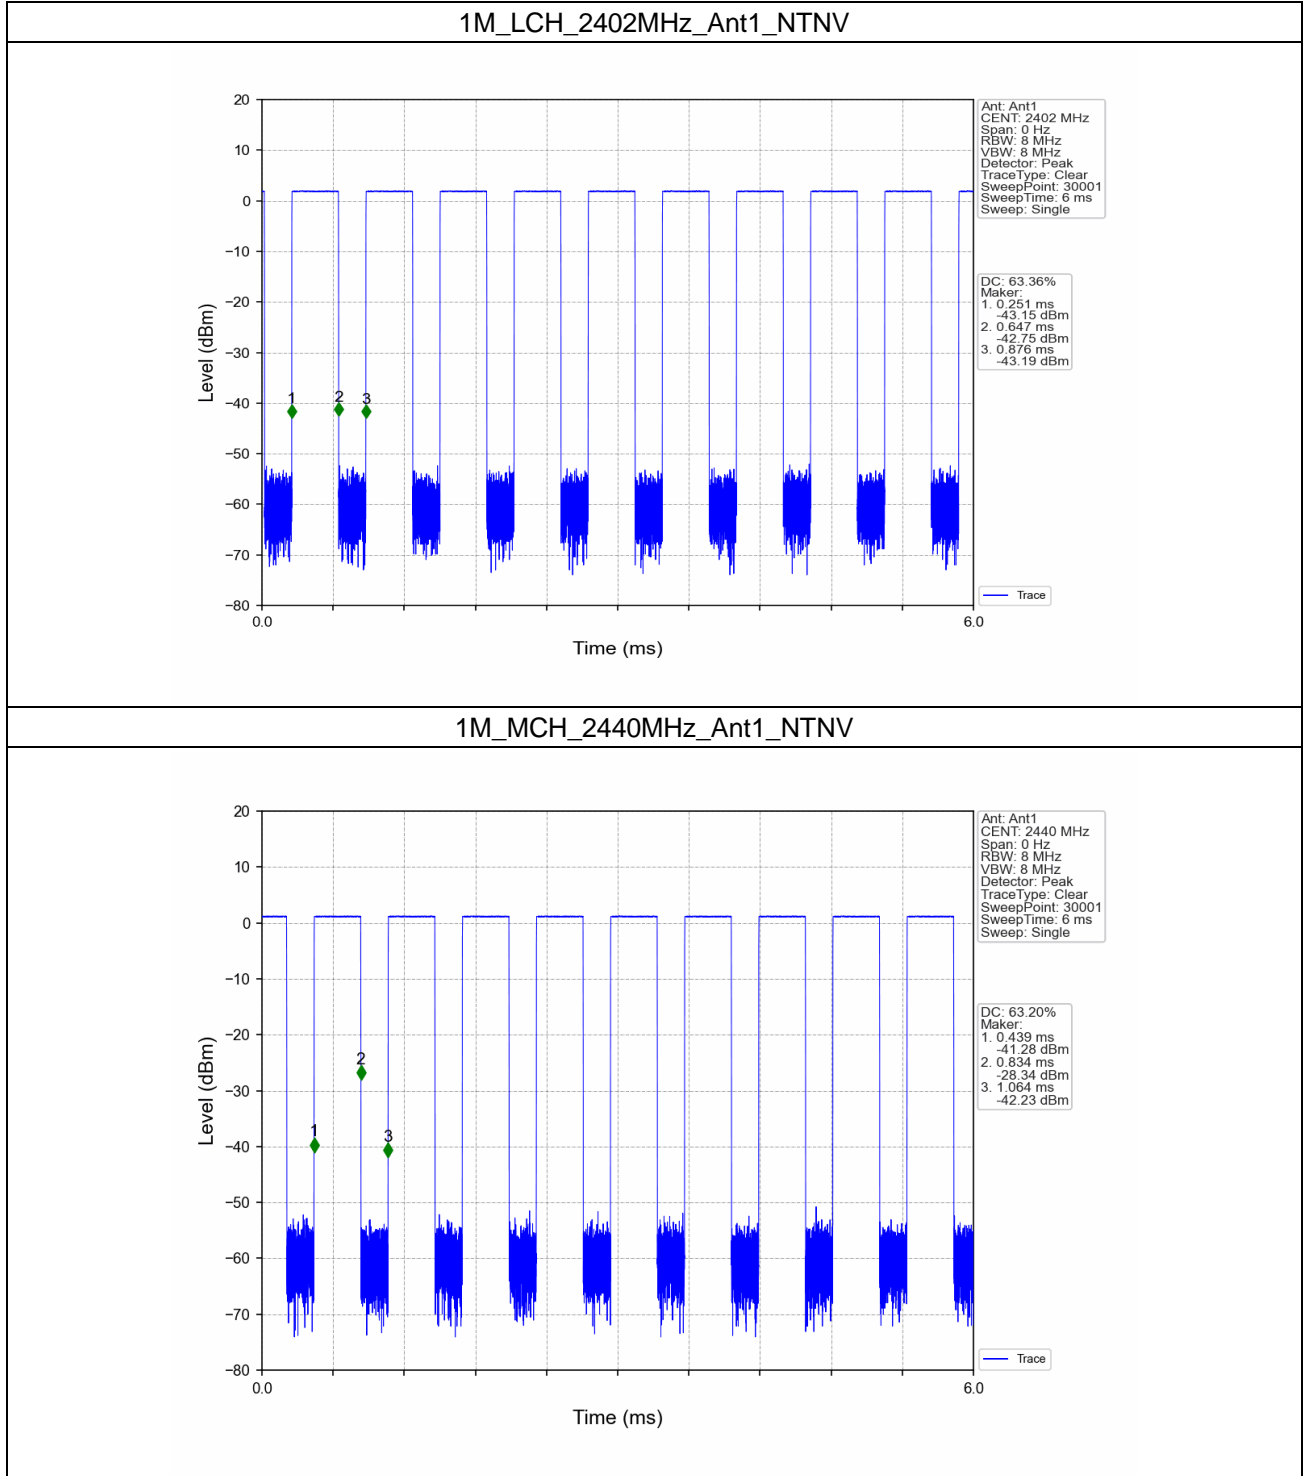 1M_LCH_2402MHz_Ant1_NTNV
20
10
0
−10
−20
−30
−40
−50
−60
−70
−80
Level (dBm)
1
2
3
0.0
6.0
Time (ms)
Ant: Ant1
CENT: 2402 MHz
Span: 0 Hz
RBW: 8 MHz
VBW: 8 MHz
Detector: Peak
TraceType: Clear
SweepPoint: 30001
SweepTime: 6 ms
Sweep: Single
DC: 63.36%
Maker:
1. 0.251 ms
-43.15 dBm
2. 0.647 ms
-42.75 dBm
3. 0.876 ms
-43.19 dBm
Trace
1M_MCH_2440MHz_Ant1_NTNV
20
10
0
−10
−20
−30
−40
−50
−60
−70
−80
Level (dBm)
1
2
3
0.0
6.0
Time (ms)
Ant: Ant1
CENT: 2440 MHz
Span: 0 Hz
RBW: 8 MHz
VBW: 8 MHz
Detector: Peak
TraceType: Clear
SweepPoint: 30001
SweepTime: 6 ms
Sweep: Single
DC: 63.20%
Maker:
1. 0.439 ms
-41.28 dBm
2. 0.834 ms
-28.34 dBm
3. 1.064 ms
-42.23 dBm
Trace